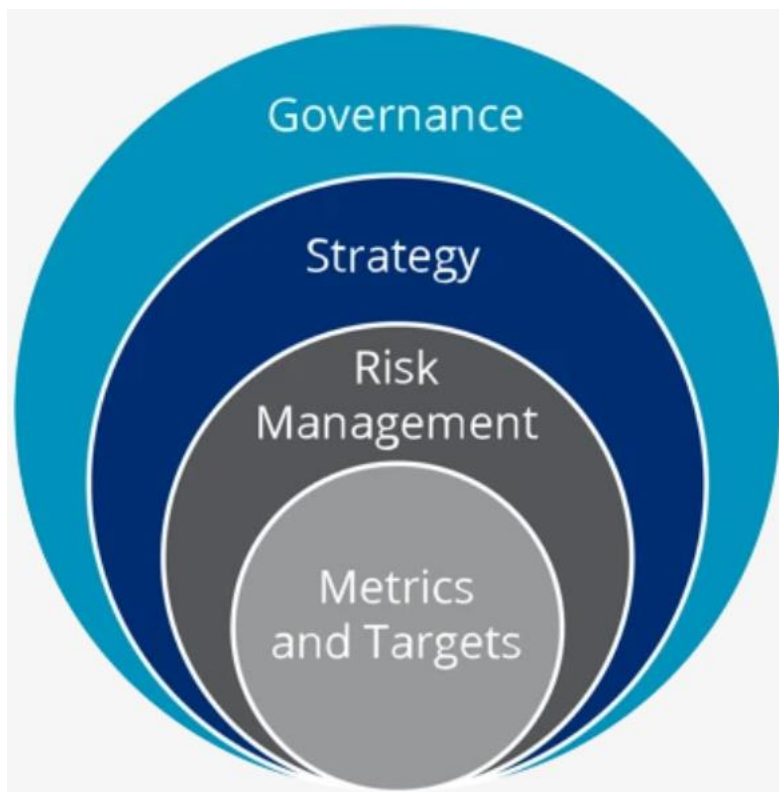 Governance
Strategy
Risk
Management
Metrics
and Targets